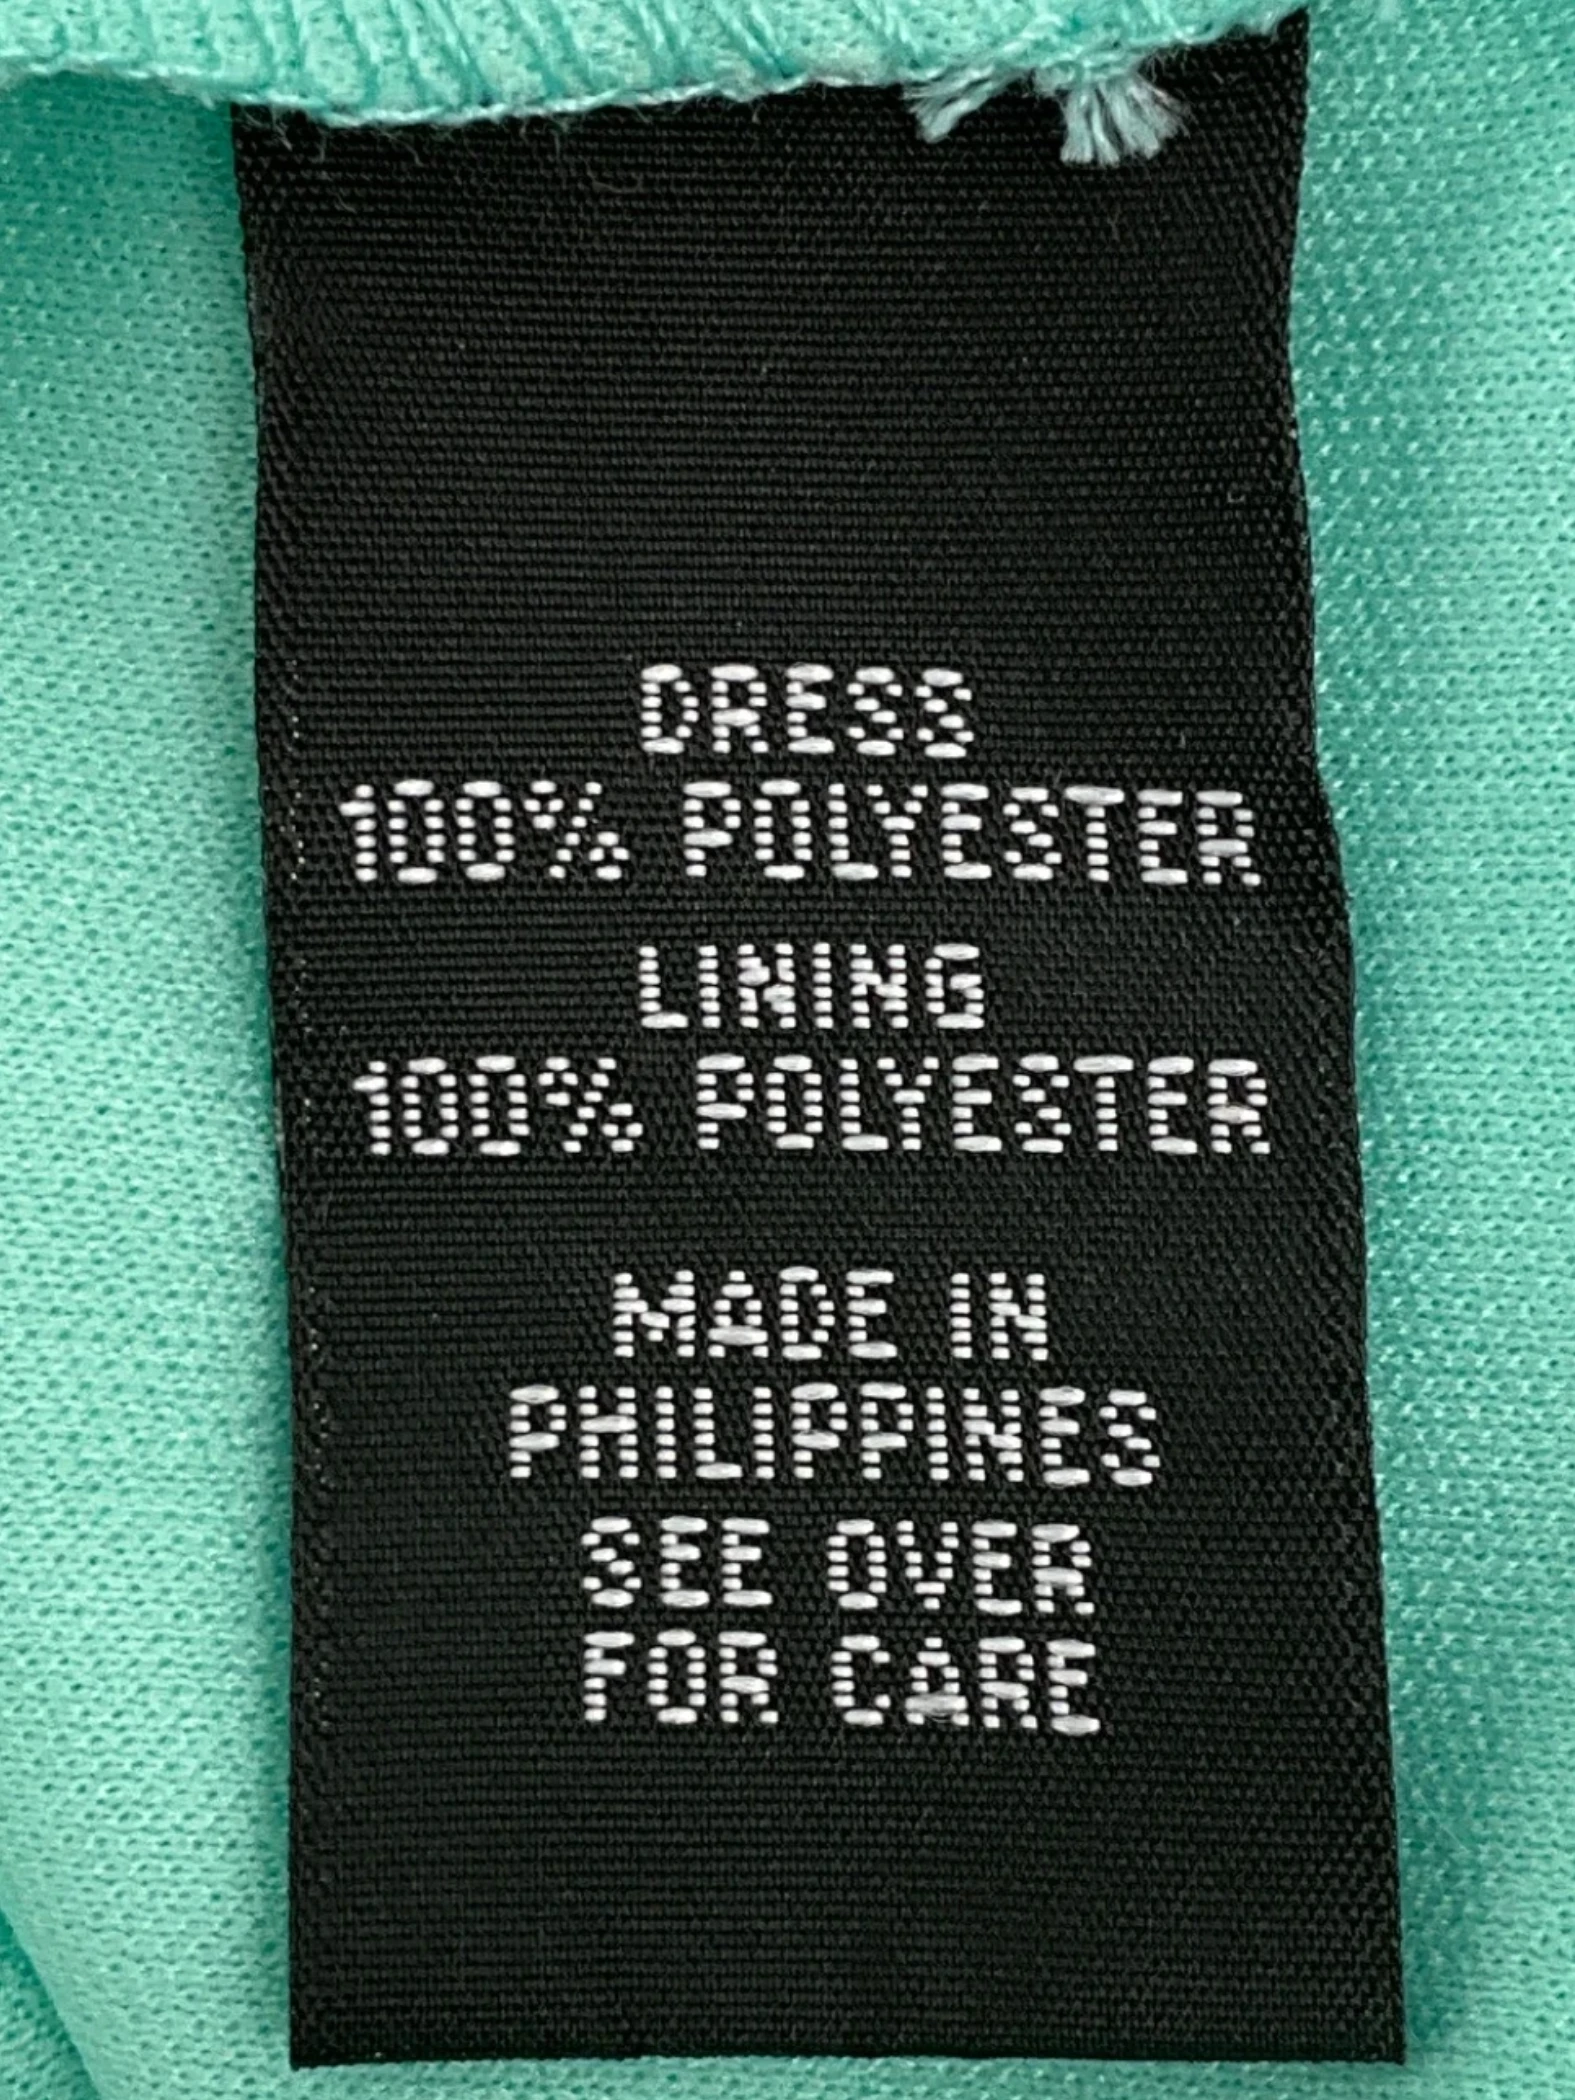 DRESS
100% POLYESTER
LINING
100% POLYESTER
MADE IN
PHILIPPINES
SEE OVER
FOR CARE